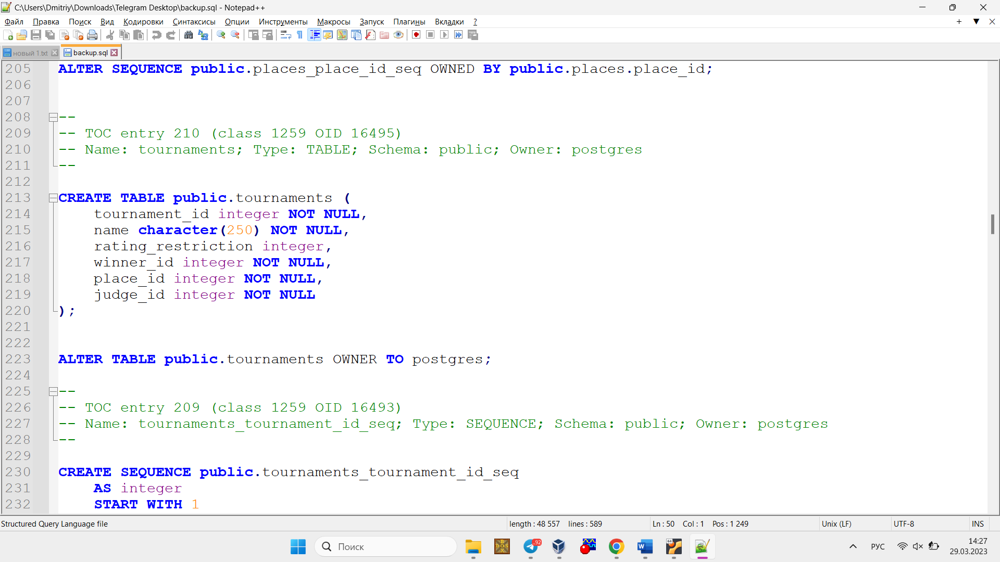 C:\Users\Dmitriy\Downloads\Telegram Desktop\backup.sql - Notepad++
Файл Правка Поиск Вид Кодировки Синтаксисы Опции Инструменты Макросы Запуск Плагины Вкладки ?
новый 1.txt backup.sql
205 ALTER SEQUENCE public.places_place_id_seq OWNED BY public.places.place_id;
206
207
208 --
209 -- TOC entry 210 (class 1259 OID 16495)
210 -- Name: tournaments; Type: TABLE; Schema: public; Owner: postgres
211 --
212
213 CREATE TABLE public.tournaments (
214 tournament_id integer NOT NULL,
215 name character(250) NOT NULL,
216 rating_restriction integer,
217 winner_id integer NOT NULL,
218 place_id integer NOT NULL,
219 judge_id integer NOT NULL
220 );
221
222
223 ALTER TABLE public.tournaments OWNER TO postgres;
224
225 --
226 -- TOC entry 209 (class 1259 OID 16493)
227 -- Name: tournaments_tournament_id_seq; Type: SEQUENCE; Schema: public; Owner: postgres
228 --
229
230 CREATE SEQUENCE public.tournaments_tournament_id_seq
231 AS integer
232 START WITH 1
Structured Query Language file length : 48 557 lines : 589 Ln : 50 Col : 1 Pos : 1 249 Unix (LF) UTF-8 INS
Поиск ..92 W 64 РУС 14:27
29.03.2023